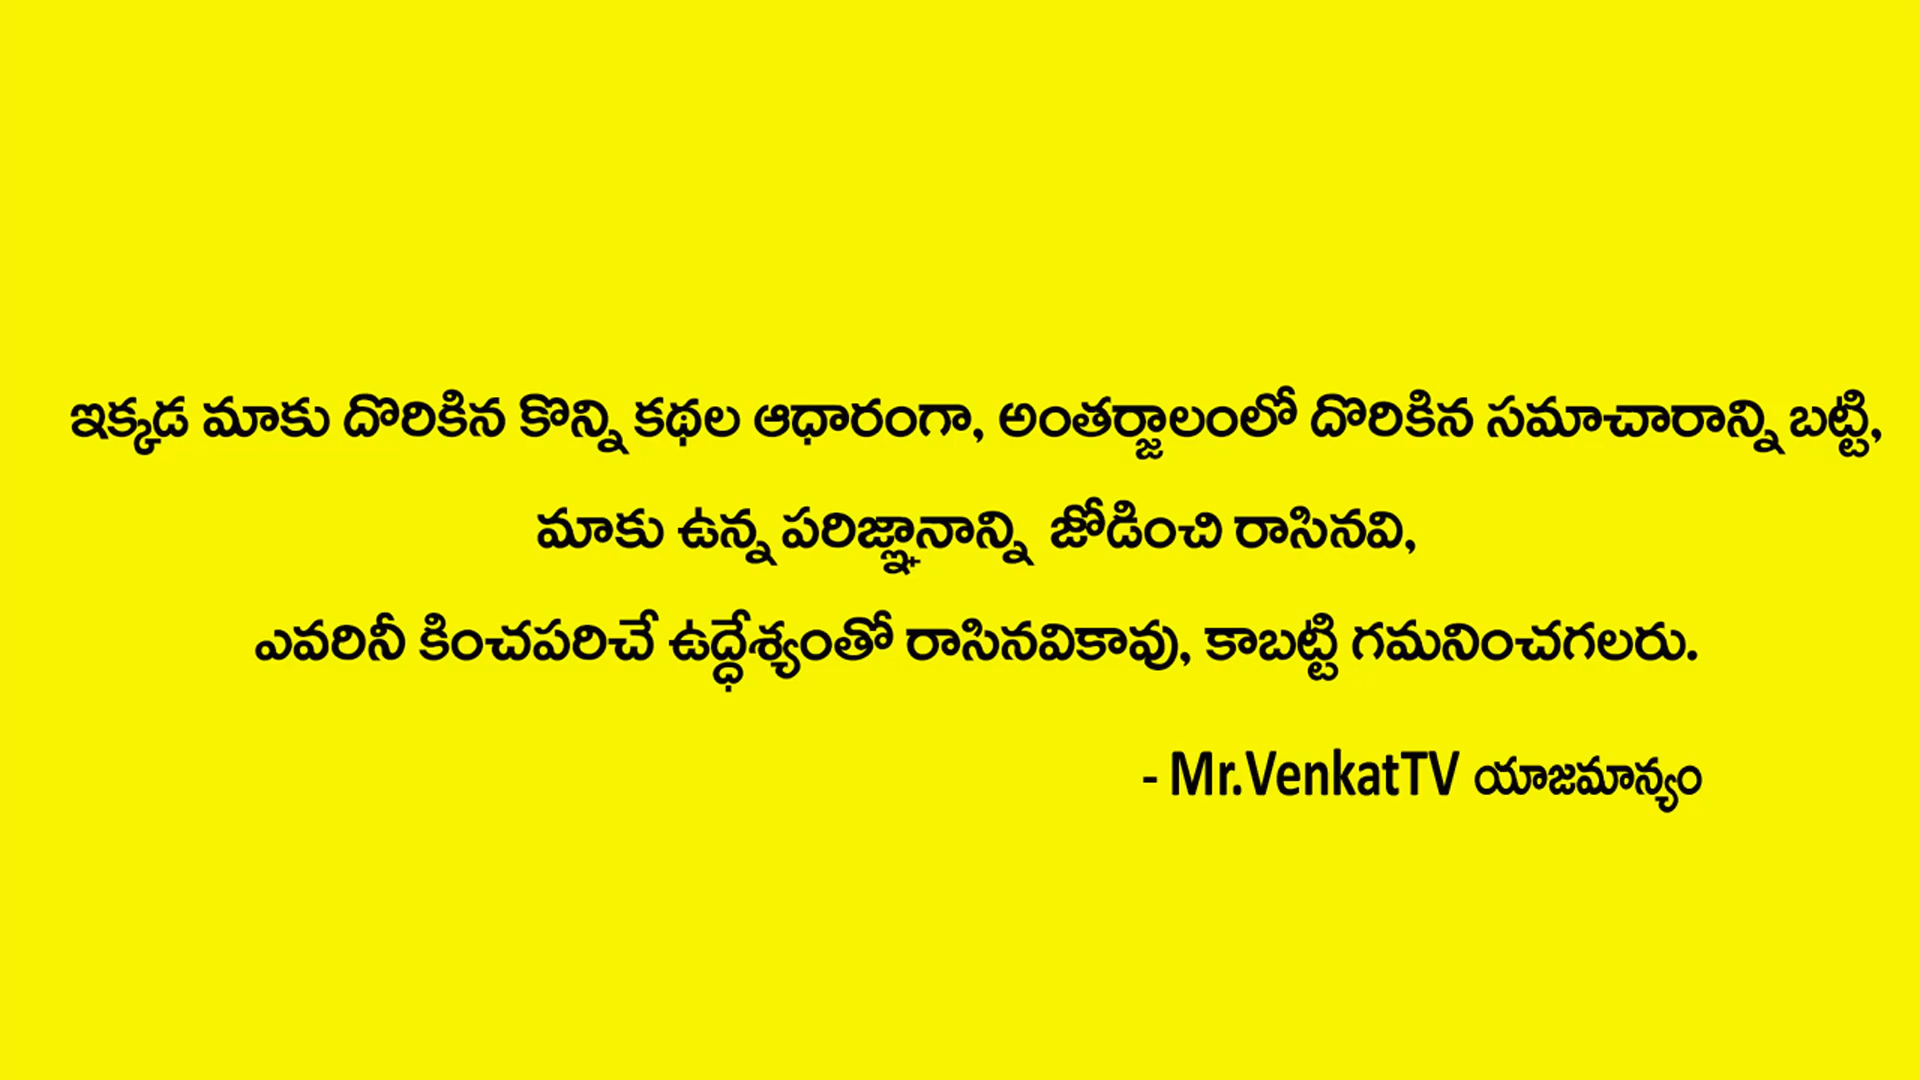 ఇక్కడ మాకు దొరికిన కొన్ని కథల ఆధారంగా, అంతర్జాలంలో దొరికిన సమాచారాన్ని బట్టి,
మాకు ఉన్న పరిజ్ఞానాన్ని జోడించి రాసినవి,
ఎవరినీ కించపరిచే ఉద్ధేశ్యంతో రాసినవికావు, కాబట్టి గమనించగలరు.
- Mr.VenkatTV యాజమాన్యం